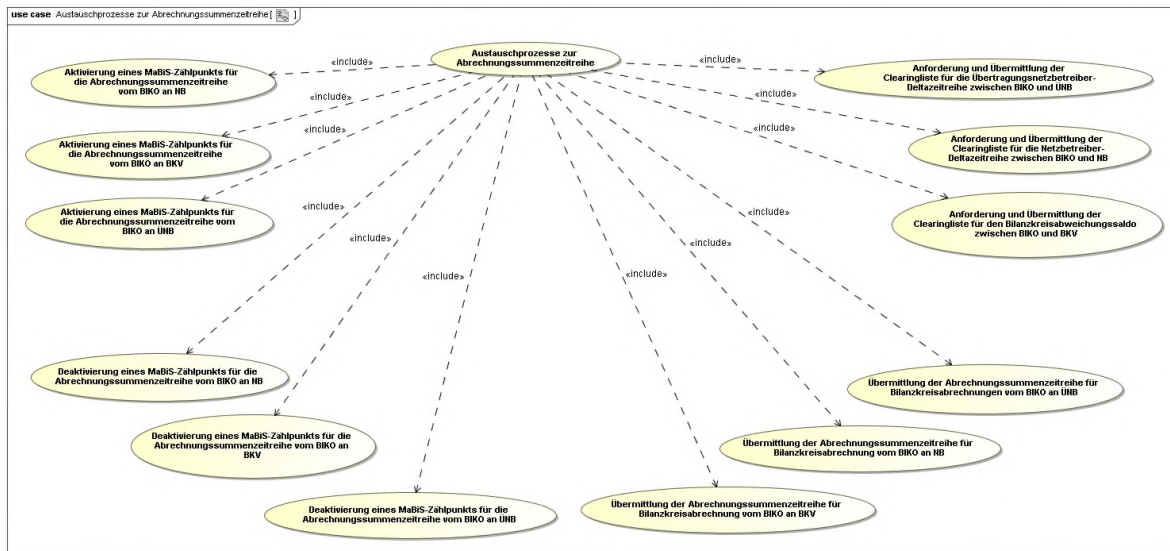 use case Austauschprozesse zur Abrechnungssummenzeitreihe [ ]
Austauschprozesse zur
Abrechnungssummenzeitreihe
«include»
«include»
«include»
«include»
«include»
«include»
«include»
«include»
«include»
«include»
«include»
«include»
Aktivierung eines MaBiS-Zählpunkts für
die Abrechnungssummenzeitreihe
vom BIKO an NB
Aktivierung eines MaBiS-Zählpunkts für
die Abrechnungssummenzeitreihe
vom BIKO an BKV
Aktivierung eines MaBiS-Zählpunkts für
die Abrechnungssummenzeitreihe vom
BIKO an ÜNB
Deaktivierung eines MaBiS-Zählpunkts für die
Abrechnungssummenzeitreihe vom BIKO an NB
Deaktivierung eines MaBiS-Zählpunkts für die
Abrechnungssummenzeitreihe vom BIKO an
BKV
Deaktivierung eines MaBiS-Zählpunkts für die
Abrechnungssummenzeitreihe vom BIKO an ÜNB
Anforderung und Übermittlung der
Clearingliste für die Übertragungsnetzbetreiber-
Deltazeitreihe zwischen BIKO und ÜNB
Anforderung und Übermittlung der
Clearingliste für die Netzbetreiber-
Deltazeitreihe zwischen BIKO und NB
Anforderung und Übermittlung der
Clearingliste für den Bilanzkreisabweichungssaldo
zwischen BIKO und BKV
Übermittlung der Abrechnungssummenzeitreihe für
Bilanzkreisabrechnungen vom BIKO an ÜNB
Übermittlung der Abrechnungssummenzeitreihe für
Bilanzkreisabrechnung vom BIKO an NB
Übermittlung der Abrechnungssummenzeitreihe für
Bilanzkreisabrechnung vom BIKO an BKV